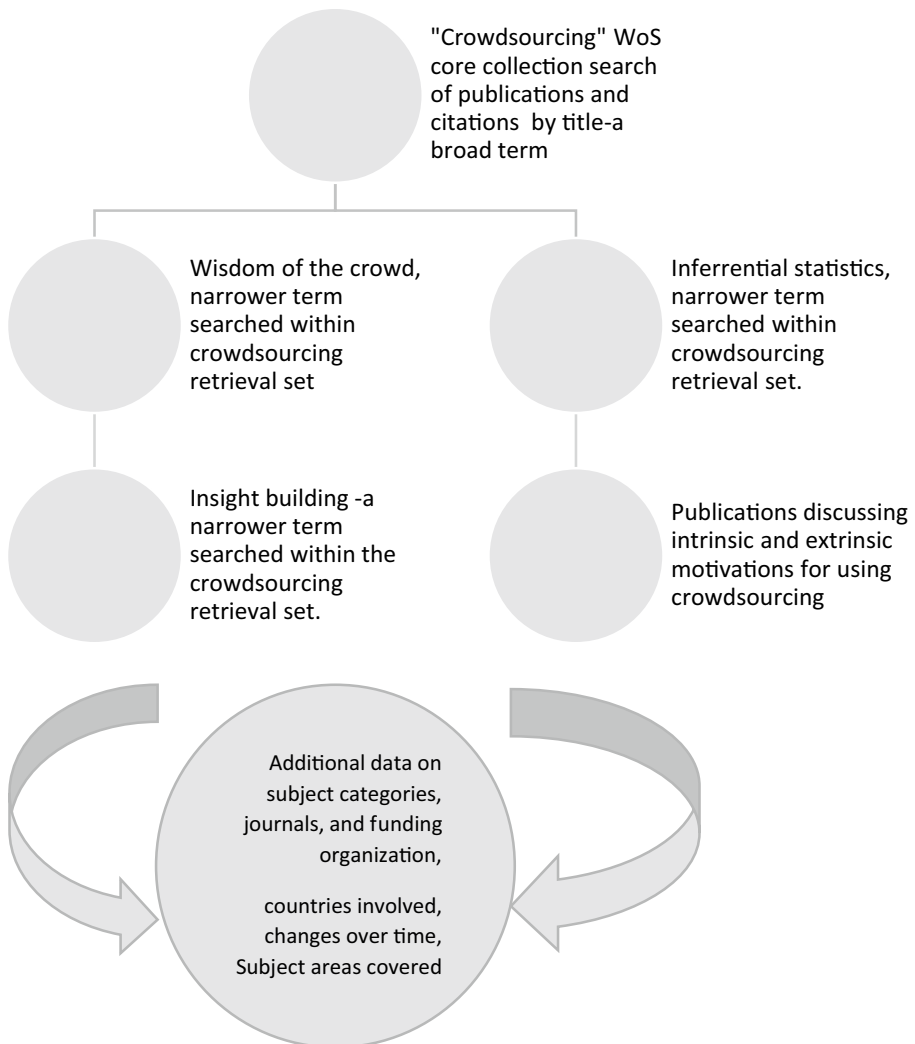 "Crowdsourcing" WoS
core collection search
of publications and
citations by title-a
broad term
Wisdom of the crowd,
narrower term
searched within
crowdsourcing
retrieval set
Inferrential statistics,
narrower term
searched within
crowdsourcing
retrieval set.
Insight building -a
narrower term
searched within the
crowdsourcing
retrieval set.
Publications discussing
intrinsic and extrinsic
motivations for using
crowdsourcing
Additional data on
subject categories,
journals, and funding
organization,
countries involved,
changes over time,
Subject areas covered